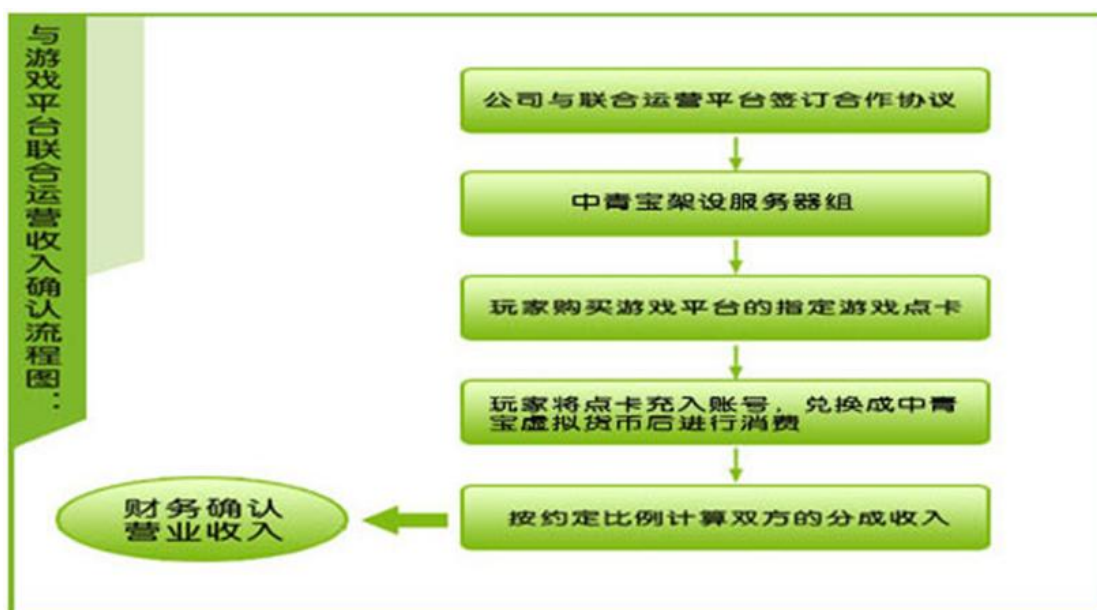 与游戏平台联合运营收入确认流程图：
公司与联合运营平台签订合作协议
中青宝架设服务器组
玩家购买游戏平台的指定游戏点卡
玩家将点卡充入账号，兑换成中青
宝虚拟货币后进行消费
按约定比例计算双方的分成收入
财务确认
营业收入